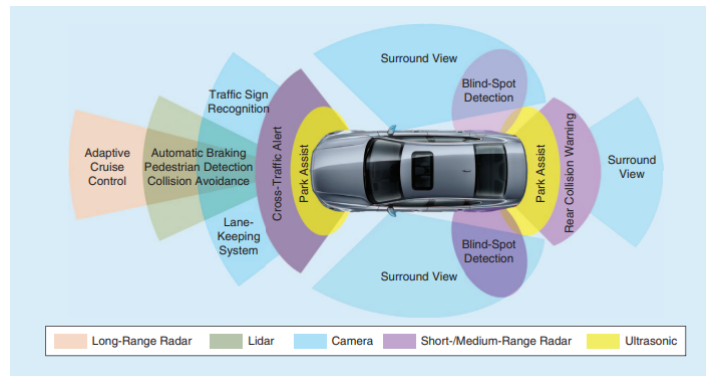 Surround View
Blind-Spot
Detection
Traffic Sign
Recognition
Adaptive
Cruise
Control
Automatic Braking
Pedestrian Detection
Collision Avoidance
Cross-Traffic Alert
Park Assist
Park Assist
Rear Collision Warning
Surround
View
Lane-
Keeping
System
Blind-Spot
Detection
Surround View
Long-Range Radar
Lidar
Camera
Short-/Medium-Range Radar
Ultrasonic